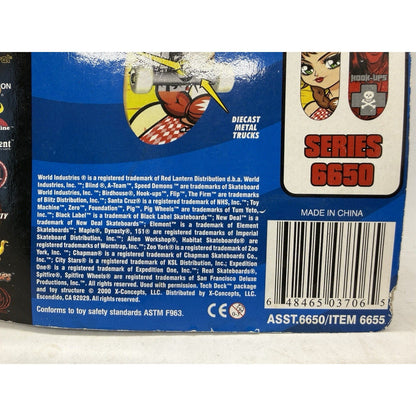 DIECAST
METAL
TRUCKS
HOOK-UPS
SERIES
6650
World Industries ® is a registered trademark of Red Lantern Distribution d.b.a. World
Industries, Inc. ™; Blind ®, A-Team™, Speed Demons ™ are trademarks of Skateboard
World Industries, Inc. ™; Birdhouse®, Hook-ups™, Flip™, The Firm™ are trademarks
of Blitz Distribution, Inc. ™; Santa Cruz® is a registered trademark of NHS, Inc. ™; Toy
Machine™, Zero™, Foundation™, Pig™, Pig Wheels™ are trademarks of Tum Yeto,
Inc. ™; Black Label™ is a trademark of Black Label Skateboards ™; New Deal™ is a
trademark of New Deal Skateboards ™; Element™ is a trademark of Element
Skateboards ™; Maple®, Dynasty®, 151® are registered trademarks of Imperial
Skateboard Distribution, Inc. ™; Alien Workshop®, Habitat Skateboards® are
registered trademarks of Wormtrap, Inc. ™; Zoo York® is a registered trademark of Zoo
York, Inc. ™; Chapman® is a registered trademark of Chapman Skateboards Co.,
Inc. ™; City Stars® is a registered trademark of KSL Distribution, Inc. ™; Expedition
One® is a registered trademark of Expedition One, Inc. ™; Real Skateboards®,
Spitfire®, Spitfire Wheels® are registered trademarks of San Francisco Deluxe
Productions, Inc. ™. All rights reserved. Used with permission. Tech Deck™ package
and toy structure © 2000 X-Concepts, LLC. Distributed by X-Concepts, LLC.
Escondido, CA 92029. All rights reserved.
Conforms to toy safety standards ASTM F963.
CE
MADE IN CHINA
6 48465 03706 5
ASST.6650/ITEM 6655